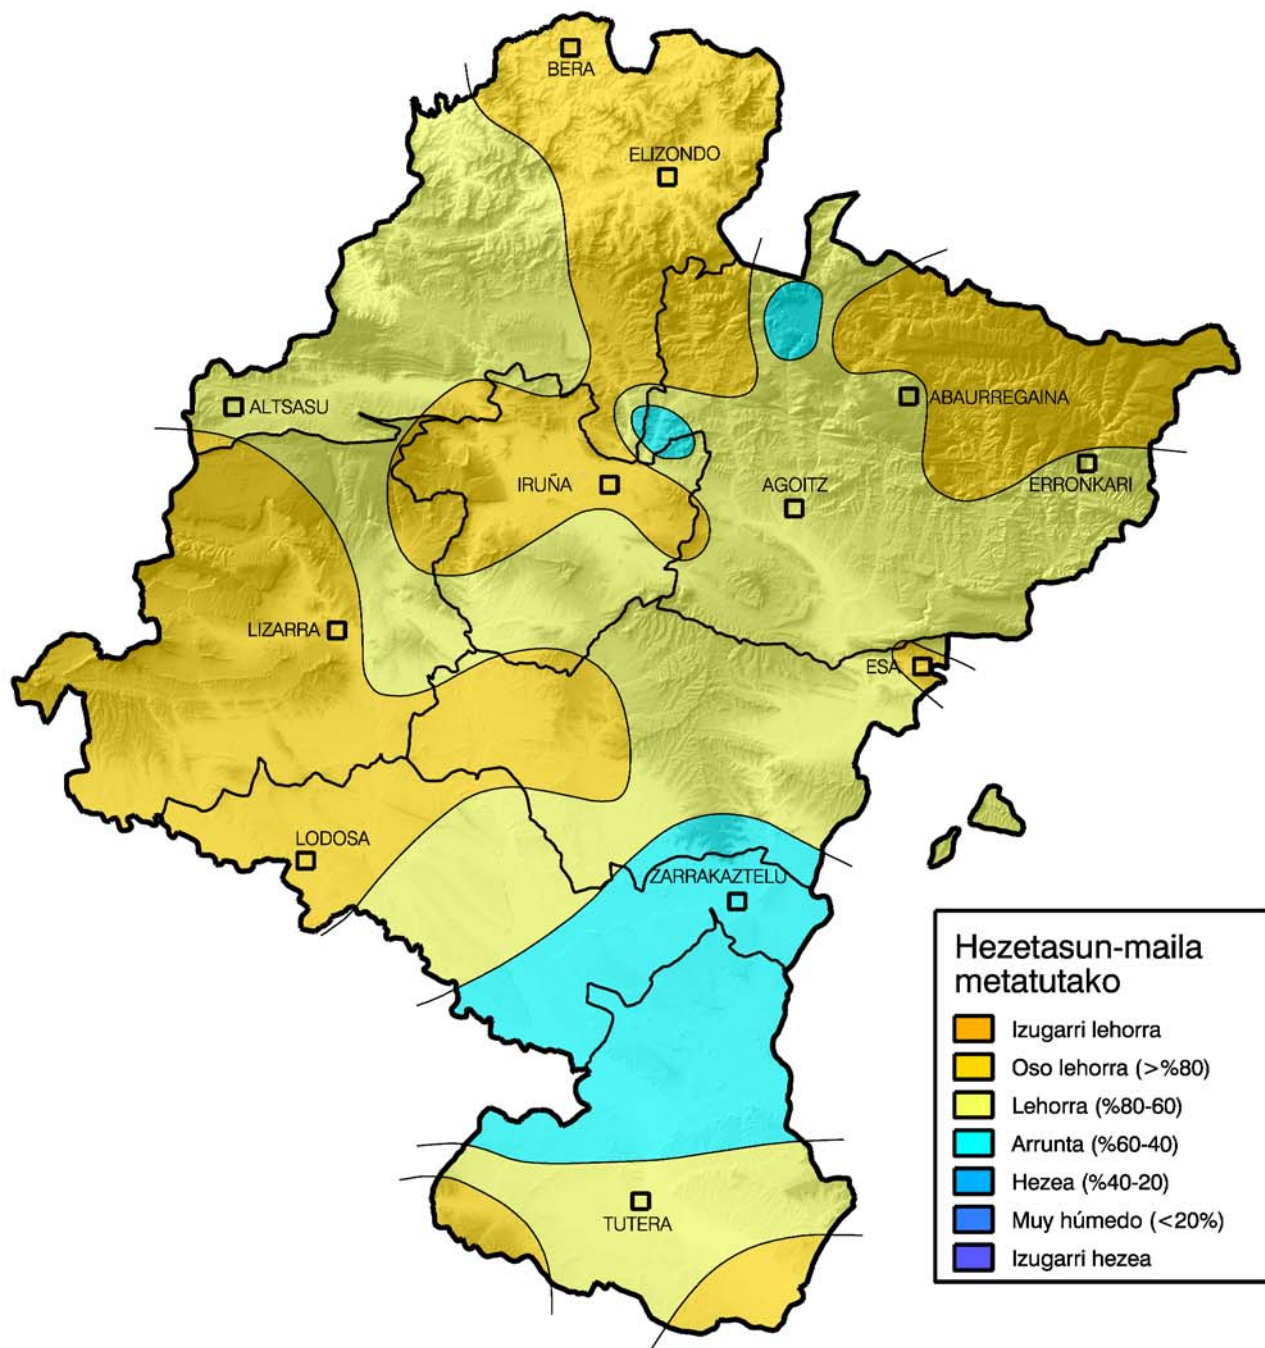 BERA
ELIZONDO
ALTSASU
ABAURREGAINA
IRUÑA
AGOITZ
ERRONKARI
LIZARRA
ESA
LODOSA
ZARRAKAZTELU
TUTERA
Hezetasun-maila
metatutako
Izugarri lehorra
Oso lehorra (>%80)
Lehorra (%80-60)
Arrunta (%60-40)
Hezea (%40-20)
Muy húmedo (<20%)
Izugarri hezea